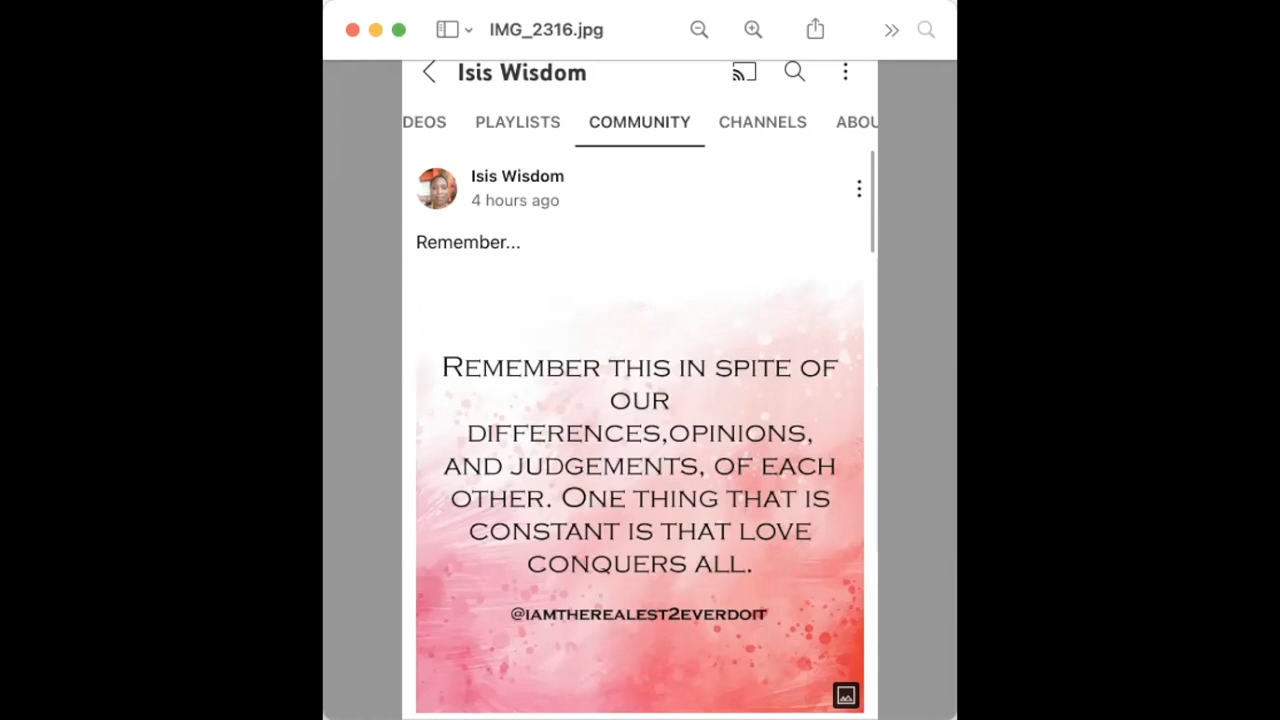 IMG_2316.jpg
Isis Wisdom
DEOS PLAYLISTS COMMUNITY CHANNELS ABOU
Isis Wisdom
4 hours ago
Remember...
REMEMBER THIS IN SPITE OF
OUR
DIFFERENCES,OPINIONS,
AND JUDGEMENTS, OF EACH
OTHER. ONE THING THAT IS
CONSTANT IS THAT LOVE
CONQUERS ALL.
@IAMTHEREALEST2EVERDOIT